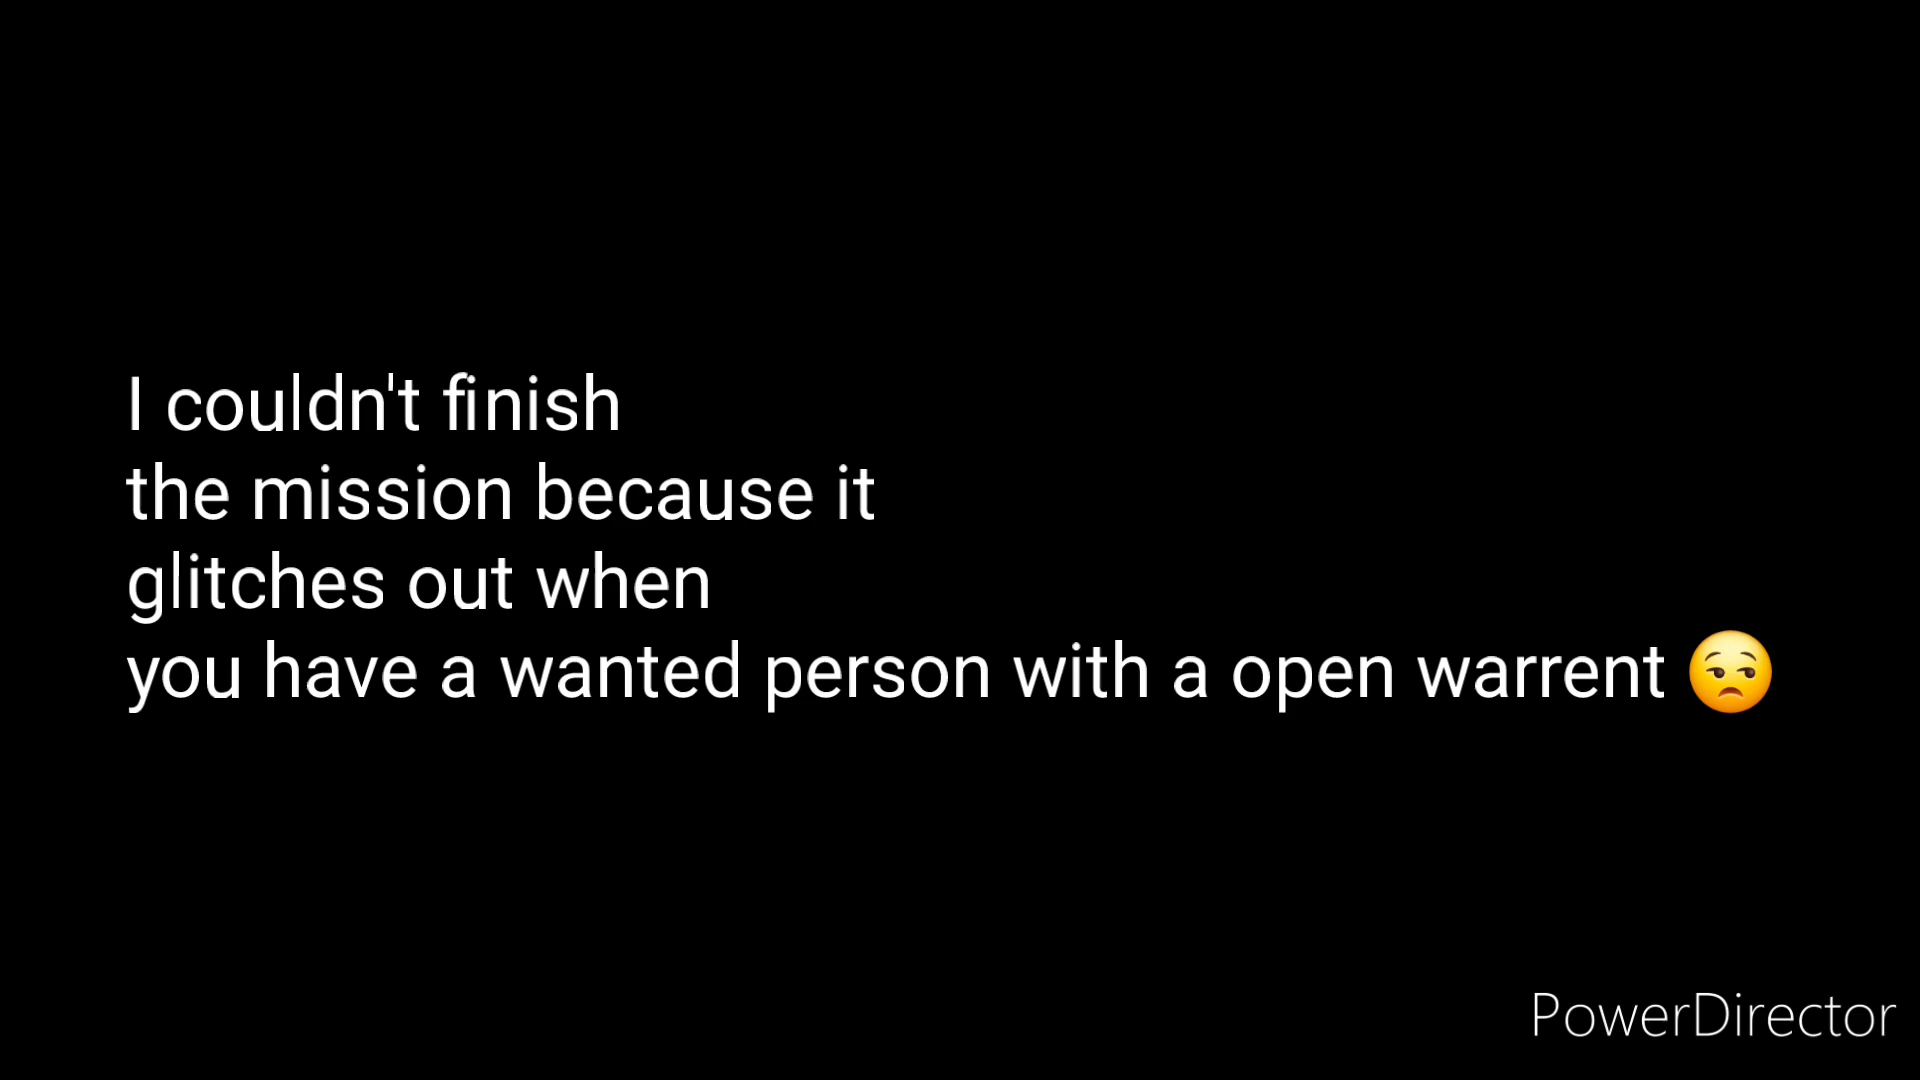 I couldn't finish
the mission because it
glitches out when
you have a wanted person with a open warrent 😒
PowerDirector